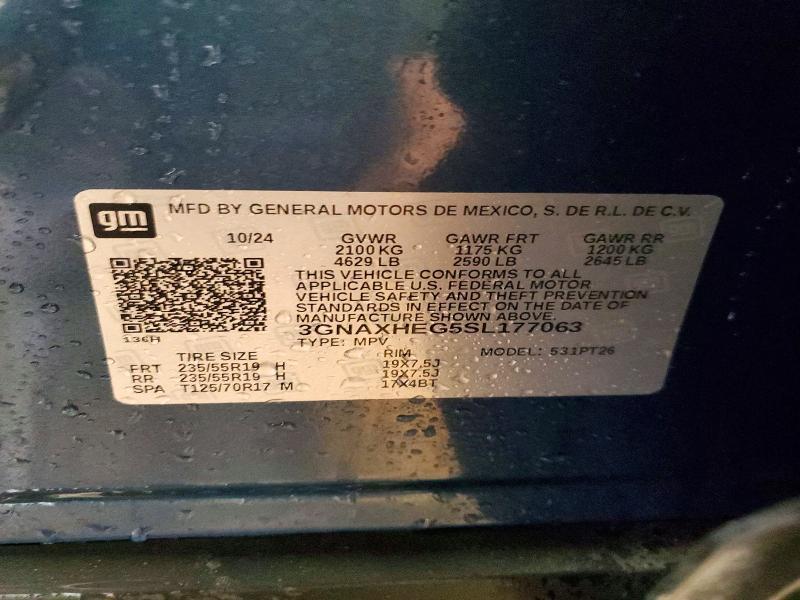 gm MFD BY GENERAL MOTORS DE MEXICO, S. DE R.L. DE C.V.
10/24 GVWR GAWR FRT GAWR RR
2100 KG 1175 KG 1200 KG
4629 LB 2590 LB 2645 LB
THIS VEHICLE CONFORMS TO ALL
APPLICABLE U.S. FEDERAL MOTOR
VEHICLE SAFETY AND THEFT PREVENTION
STANDARDS IN EFFECT ON THE DATE OF
MANUFACTURE SHOWN ABOVE.
3GNAXHEG5SL177063
136H
TYPE: MPV MODEL: 531PT26
TIRE SIZE RIM
FRT 235/55R19 H 19X7.5J
RR 235/55R19 H 19X7.5J
SPA T125/70R17 M 17X4BT